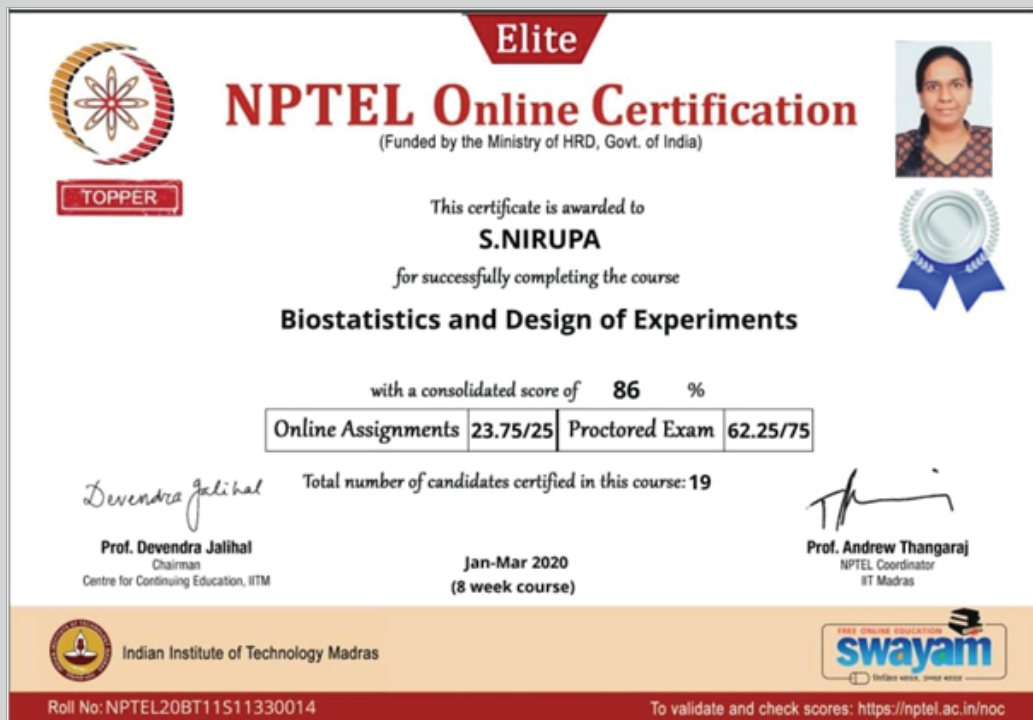 Elite
NPTEL Online Certification
(Funded by the Ministry of HRD, Govt. of India)
TOPPER
This certificate is awarded to
S.NIRUPA
for successfully completing the course
Biostatistics and Design of Experiments
with a consolidated score of 86 %
Online Assignments 23.75/25 Proctored Exam 62.25/75
Total number of candidates certified in this course: 19
Devendra Jalihal
Prof. Devendra Jalihal
Chairman
Centre for Continuing Education, IITM
Jan-Mar 2020
(8 week course)
Prof. Andrew Thangaraj
NPTEL Coordinator
IIT Madras
Indian Institute of Technology Madras
FREE ONLINE EDUCATION
swayam
शिक्षित भारत, उन्नत भारत
Roll No: NPTEL20BT11S11330014
To validate and check scores: https://nptel.ac.in/noc